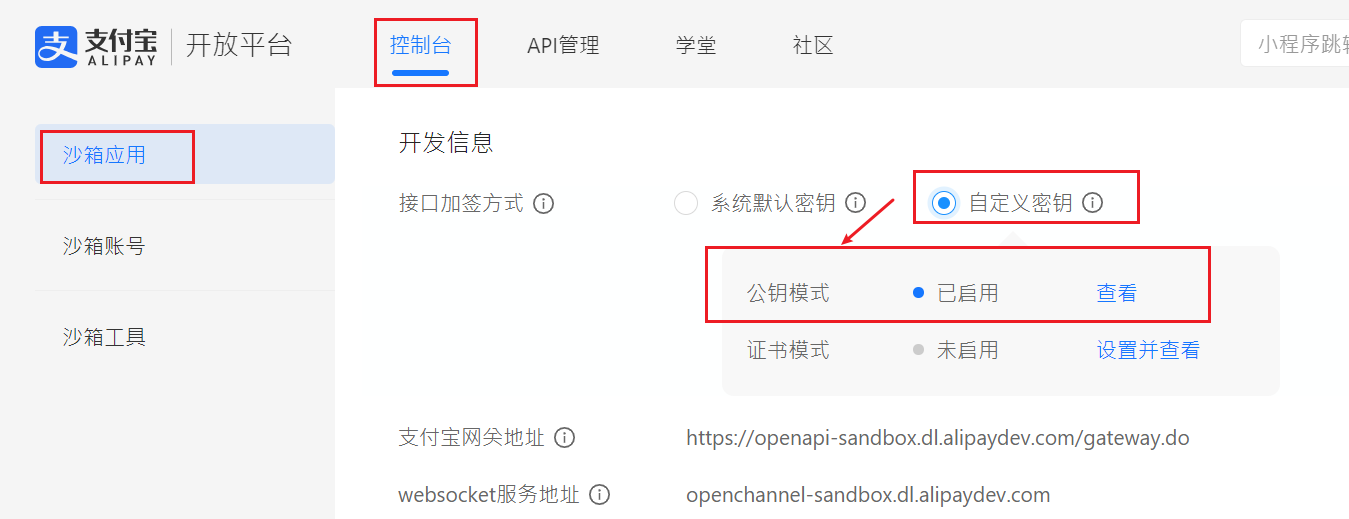 支付宝 开放平台 控制台 API管理 学堂 社区 小程序跳转
ALIPAY
开发信息
沙箱应用
接口加签方式 系统默认密钥 自定义密钥
沙箱账号
公钥模式 已启用 查看
沙箱工具
证书模式 未启用 设置并查看
支付宝网关地址 https://openapi-sandbox.dl.alipaydev.com/gateway.do
websocket服务地址 openchannel-sandbox.dl.alipaydev.com